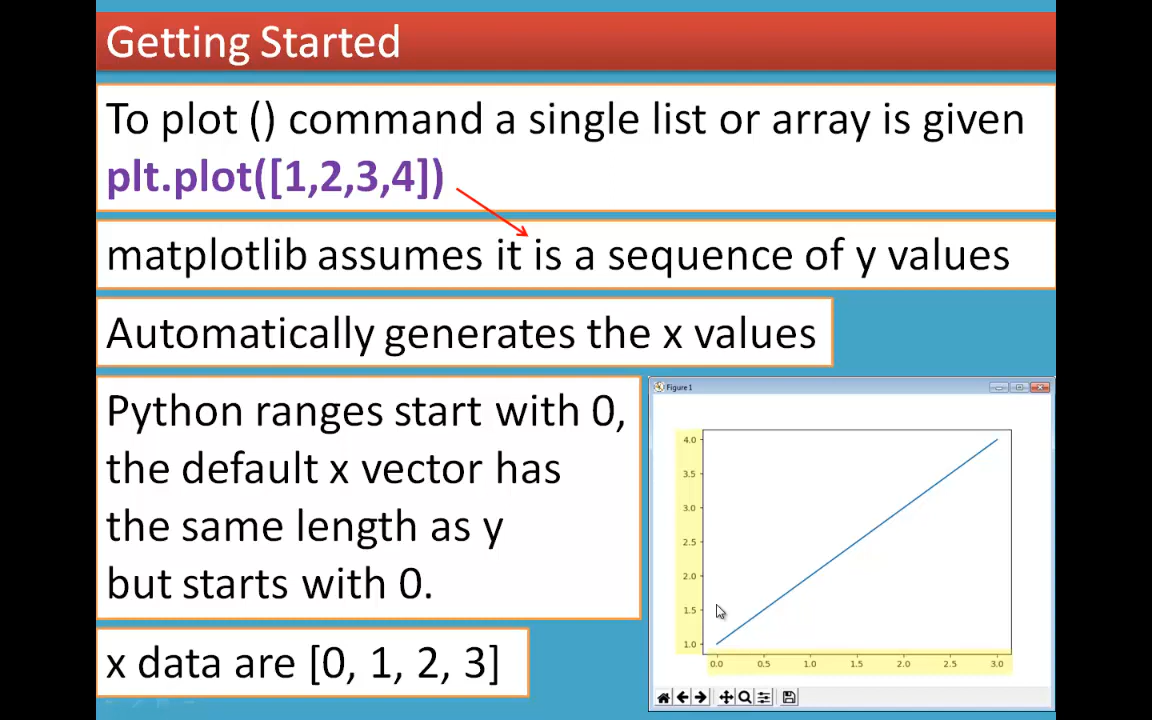 Getting Started
To plot () command a single list or array is given
plt.plot([1,2,3,4])
matplotlib assumes it is a sequence of y values
Automatically generates the x values
Python ranges start with 0,
the default x vector has
the same length as y
but starts with 0.
x data are [0, 1, 2, 3]
Figure 1
4.0
3.5
3.0
2.5
2.0
1.5
1.0
0.0 0.5 1.0 1.5 2.0 2.5 3.0